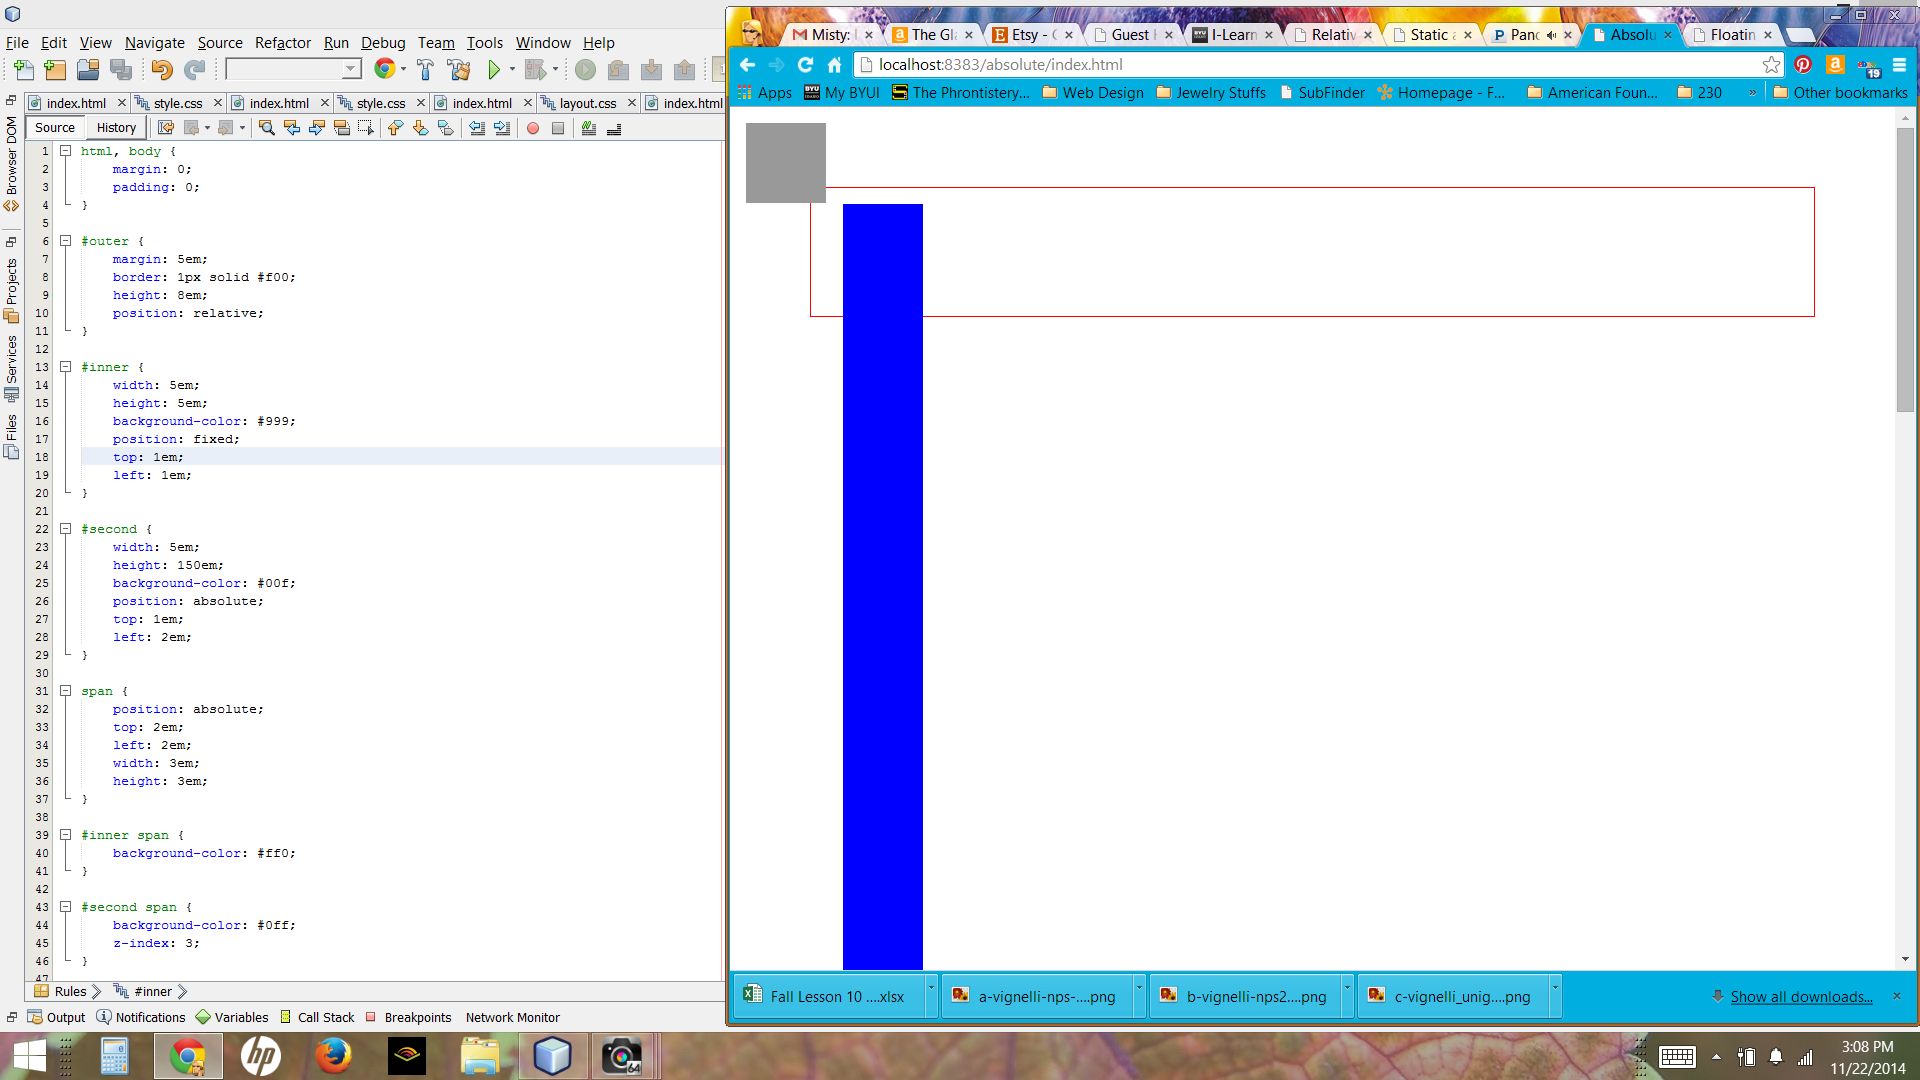 File Edit View Navigate Source Refactor Run Debug Team Tools Window Help
index.html style.css index.html style.css index.html layout.css index.html
Source History
Browser DOM
Projects
Services
Files
1 html, body {
2 margin: 0;
3 padding: 0;
4 }
5
6 #outer {
7 margin: 5em;
8 border: 1px solid #f00;
9 height: 8em;
10 position: relative;
11 }
12
13 #inner {
14 width: 5em;
15 height: 5em;
16 background-color: #999;
17 position: fixed;
18 top: 1em;
19 left: 1em;
20 }
21
22 #second {
23 width: 5em;
24 height: 150em;
25 background-color: #00f;
26 position: absolute;
27 top: 1em;
28 left: 2em;
29 }
30
31 span {
32 position: absolute;
33 top: 2em;
34 left: 2em;
35 width: 3em;
36 height: 3em;
37 }
38
39 #inner span {
40 background-color: #ff0;
41 }
42
43 #second span {
44 background-color: #0ff;
45 z-index: 3;
46 }
47
Rules #inner
Output Notifications Variables Call Stack Breakpoints Network Monitor
Misty: The Gl Etsy - Guest I-Learn Relativ Static Pand Absolu Floatin
localhost:8383/absolute/index.html
19
Apps My BYUI The Phrontistery... Web Design Jewelry Stuffs SubFinder Homepage - F... American Foun... 230 » Other bookmarks
Fall Lesson 10 ....xlsx a-vignelli-nps-....png b-vignelli-nps2....png c-vignelli_unig....png Show all downloads...
hp
64
3:08 PM
11/22/2014